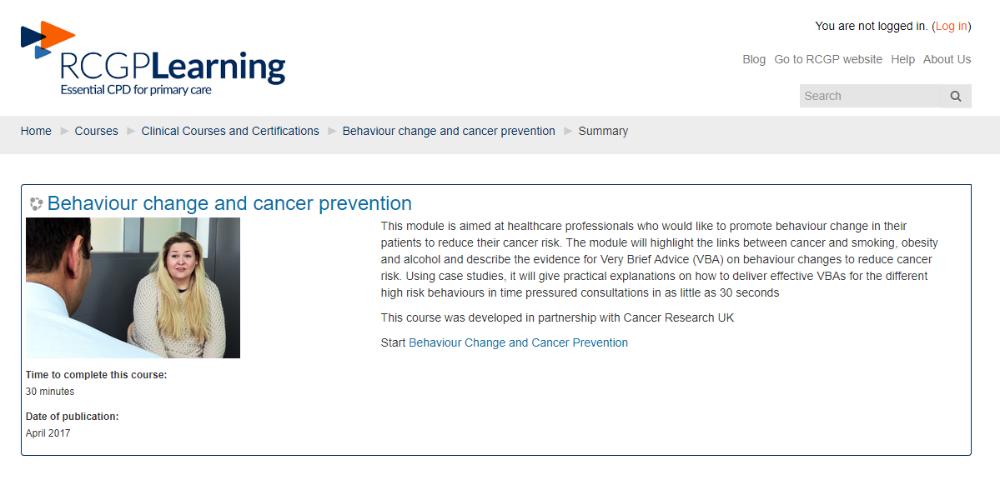 You are not logged in. (Log in)
RCGPLearning
Essential CPD for primary care
Blog Go to RCGP website Help About Us
Search
Home Courses Clinical Courses and Certifications Behaviour change and cancer prevention Summary
Behaviour change and cancer prevention
This module is aimed at healthcare professionals who would like to promote behaviour change in their
patients to reduce their cancer risk. The module will highlight the links between cancer and smoking, obesity
and alcohol and describe the evidence for Very Brief Advice (VBA) on behaviour changes to reduce cancer
risk. Using case studies, it will give practical explanations on how to deliver effective VBAs for the different
high risk behaviours in time pressured consultations in as little as 30 seconds
This course was developed in partnership with Cancer Research UK
Start Behaviour Change and Cancer Prevention
Time to complete this course:
30 minutes
Date of publication:
April 2017